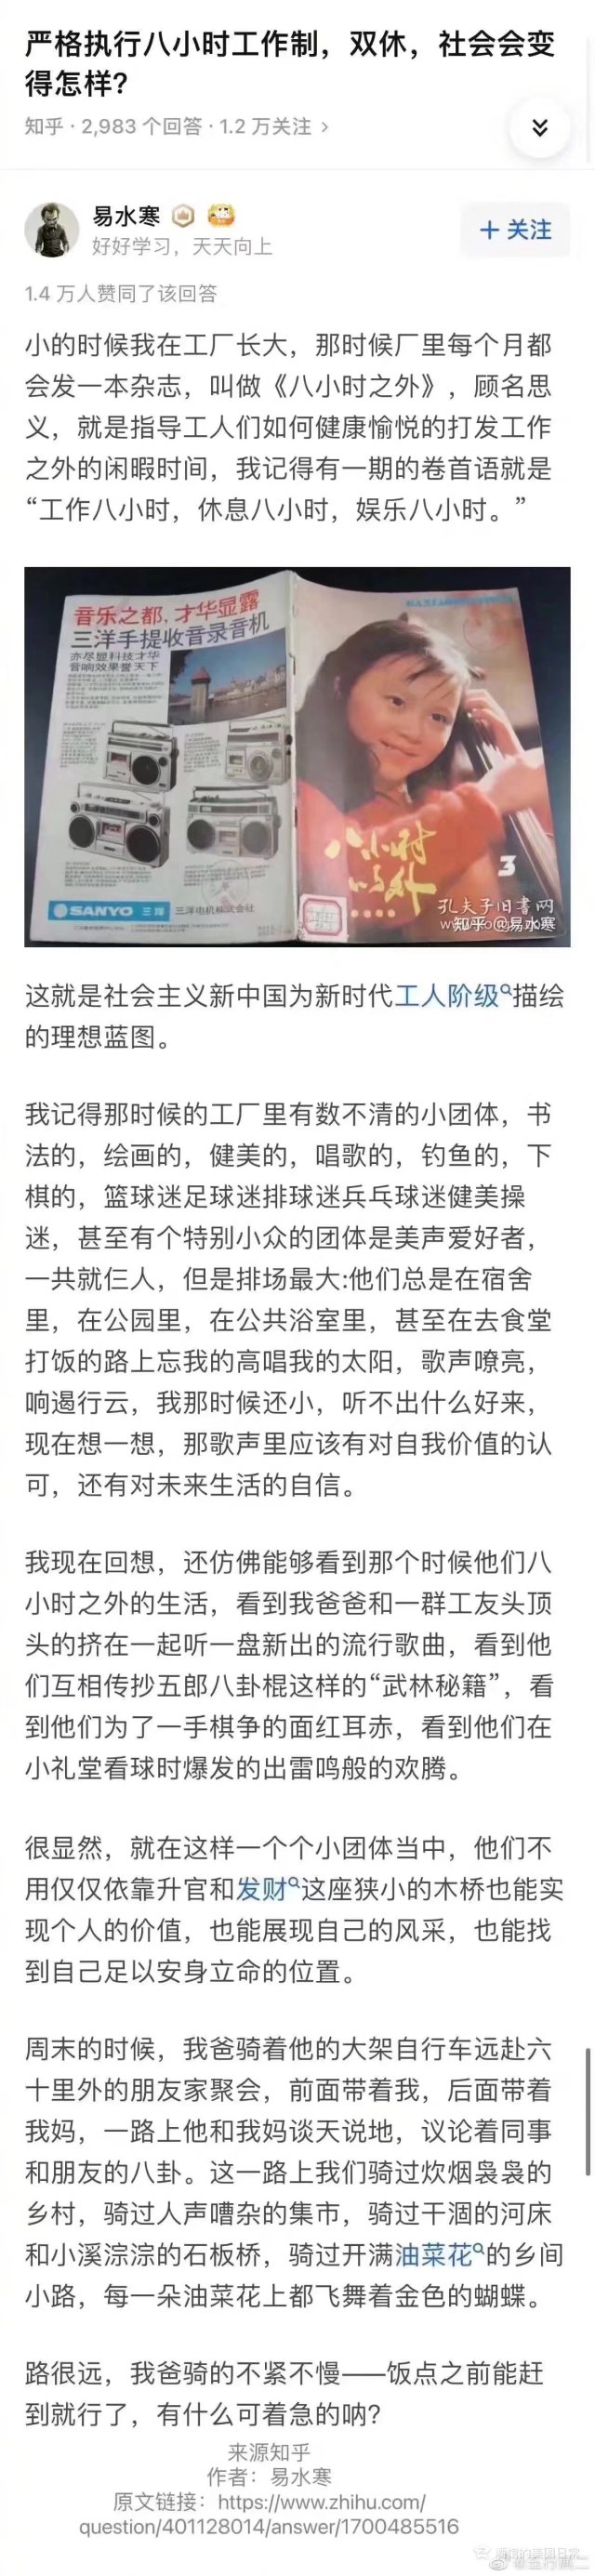 严格执行八小时工作制，双休，社会会变
得怎样？
知乎 · 2,983 个回答 · 1.2 万关注 >
易水寒
好好学习，天天向上
+ 关注
1.4 万人赞同了该回答
小的时候我在工厂长大，那时候厂里每个月都
会发一本杂志，叫做《八小时之外》，顾名思
义，就是指导工人们如何健康愉悦的打发工作
之外的闲暇时间，我记得有一期的卷首语就是
“工作八小时，休息八小时，娱乐八小时。”
音乐之都，才华显露
三洋手提收音录音机
亦尽显科技才华
音响效果誉天下
SANYO 三洋
三洋电机株式会社
八小时
以外
3
孔夫子旧书网
知乎 @易水寒
这就是社会主义新中国为新时代工人阶级描绘
的理想蓝图。
我记得那时候的工厂里有数不清的小团体，书
法的，绘画的，健美的，唱歌的，钓鱼的，下
棋的，篮球迷足球迷排球迷兵乓球迷健美操
迷，甚至有个特别小众的团体是美声爱好者，
一共就仨人，但是排场最大:他们总是在宿舍
里，在公园里，在公共浴室里，甚至在去食堂
打饭的路上忘我的高唱我的太阳，歌声嘹亮，
响遏行云，我那时候还小，听不出什么好来，
现在想一想，那歌声里应该有对自我价值的认
可，还有对未来生活的自信。
我现在回想，还仿佛能够看到那个时候他们八
小时之外的生活，看到我爸爸和一群工友头顶
头的挤在一起听一盘新出的流行歌曲，看到他
们互相传抄五郎八卦棍这样的“武林秘籍”，看
到他们为了一手棋争的面红耳赤，看到他们在
小礼堂看球时爆发的出雷鸣般的欢腾。
很显然，就在这样一个个小团体当中，他们不
用仅仅依靠升官和发财这座狭小的木桥也能实
现个人的价值，也能展现自己的风采，也能找
到自己足以安身立命的位置。
周末的时候，我爸骑着他的大架自行车远赴六
十里外的朋友家聚会，前面带着我，后面带着
我妈，一路上他和我妈谈天说地，议论着同事
和朋友的八卦。这一路上我们骑过炊烟袅袅的
乡村，骑过人声嘈杂的集市，骑过干涸的河床
和小溪淙淙的石板桥，骑过开满油菜花的乡间
小路，每一朵油菜花上都飞舞着金色的蝴蝶。
路很远，我爸骑的不紧不慢——饭点之前能赶
到就行了，有什么可着急的呐？
来源知乎
作者：易水寒
原文链接：https://www.zhihu.com/
question/401128014/answer/1700485516